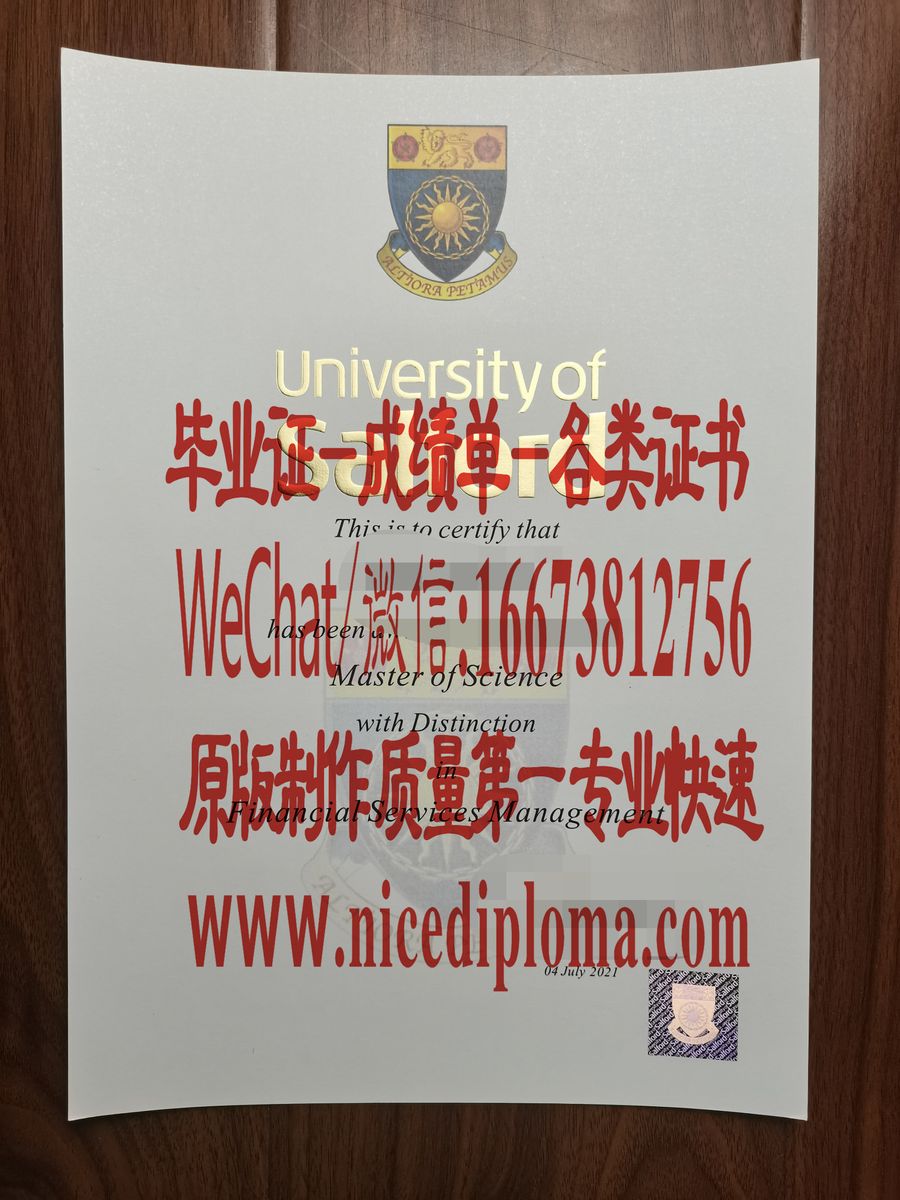 ALTIORA PETAMUS
University of
Salford
毕业证一成绩单一各类证书
This is to certify that
WeChat/微信:16673812756
has been
Master of Science
with Distinction
原版制作质量第一专业快速
in
Financial Services Management
www.nicediploma.com
04 July 2021